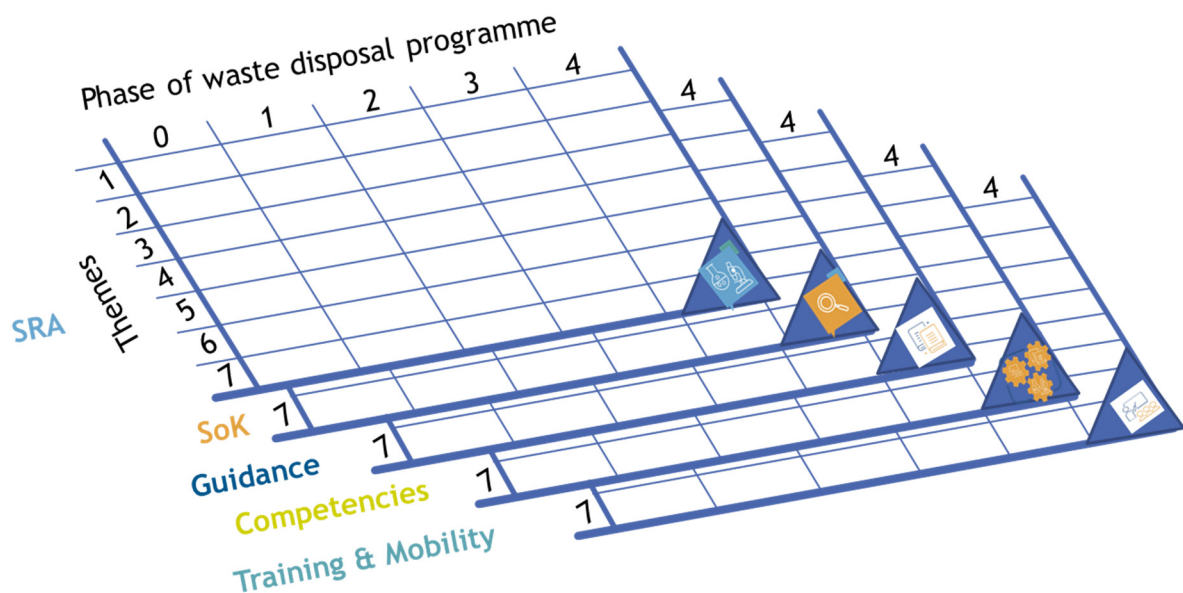 Phase of waste disposal programme
0 1 2 3 4
4
4
4
4
Themes
1
2
3
4
5
6
7
SRA
7
SoK
7
Guidance
7
Competencies
7
Training & Mobility